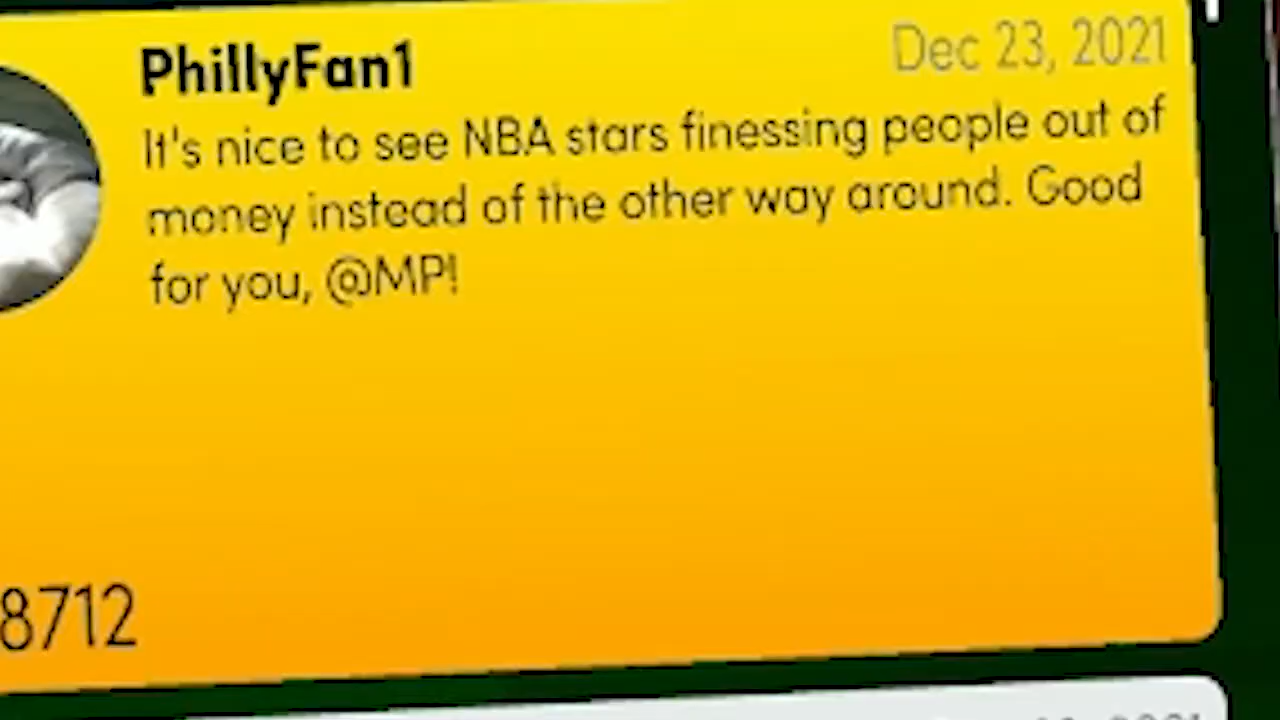 PhillyFan1
Dec 23, 2021
It's nice to see NBA stars finessing people out of
money instead of the other way around. Good
for you, @MP!
8712